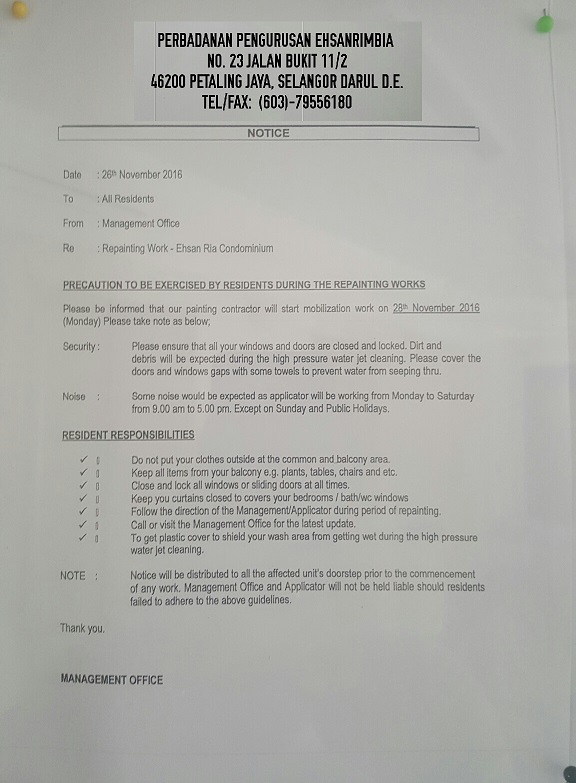 PERBADANAN PENGURUSAN EHSANRIMBIA
NO. 23 JALAN BUKIT 11/2
46200 PETALING JAYA, SELANGOR DARUL D.E.
TEL/FAX: (603)-79556180
NOTICE
Date : 26th November 2016
To : All Residents
From : Management Office
Re : Repainting Work - Ehsan Ria Condominium
PRECAUTION TO BE EXERCISED BY RESIDENTS DURING THE REPAINTING WORKS
Please be informed that our painting contractor will start mobilization work on 28th November 2016
(Monday) Please take note as below;
Security : Please ensure that all your windows and doors are closed and locked. Dirt and
debris will be expected during the high pressure water jet cleaning. Please cover the
doors and windows gaps with some towels to prevent water from seeping thru.
Noise : Some noise would be expected as applicator will be working from Monday to Saturday
from 9.00 am to 5.00 pm. Except on Sunday and Public Holidays.
RESIDENT RESPONSIBILITIES
✓ ▯ Do not put your clothes outside at the common and balcony area.
✓ ▯ Keep all items from your balcony e.g. plants, tables, chairs and etc.
✓ ▯ Close and lock all windows or sliding doors at all times.
✓ ▯ Keep you curtains closed to covers your bedrooms / bath/wc windows
✓ ▯ Follow the direction of the Management/Applicator during period of repainting.
✓ ▯ Call or visit the Management Office for the latest update.
✓ ▯ To get plastic cover to shield your wash area from getting wet during the high pressure
water jet cleaning.
NOTE : Notice will be distributed to all the affected unit's doorstep prior to the commencement
of any work. Management Office and Applicator will not be held liable should residents
failed to adhere to the above guidelines.
Thank you.
MANAGEMENT OFFICE